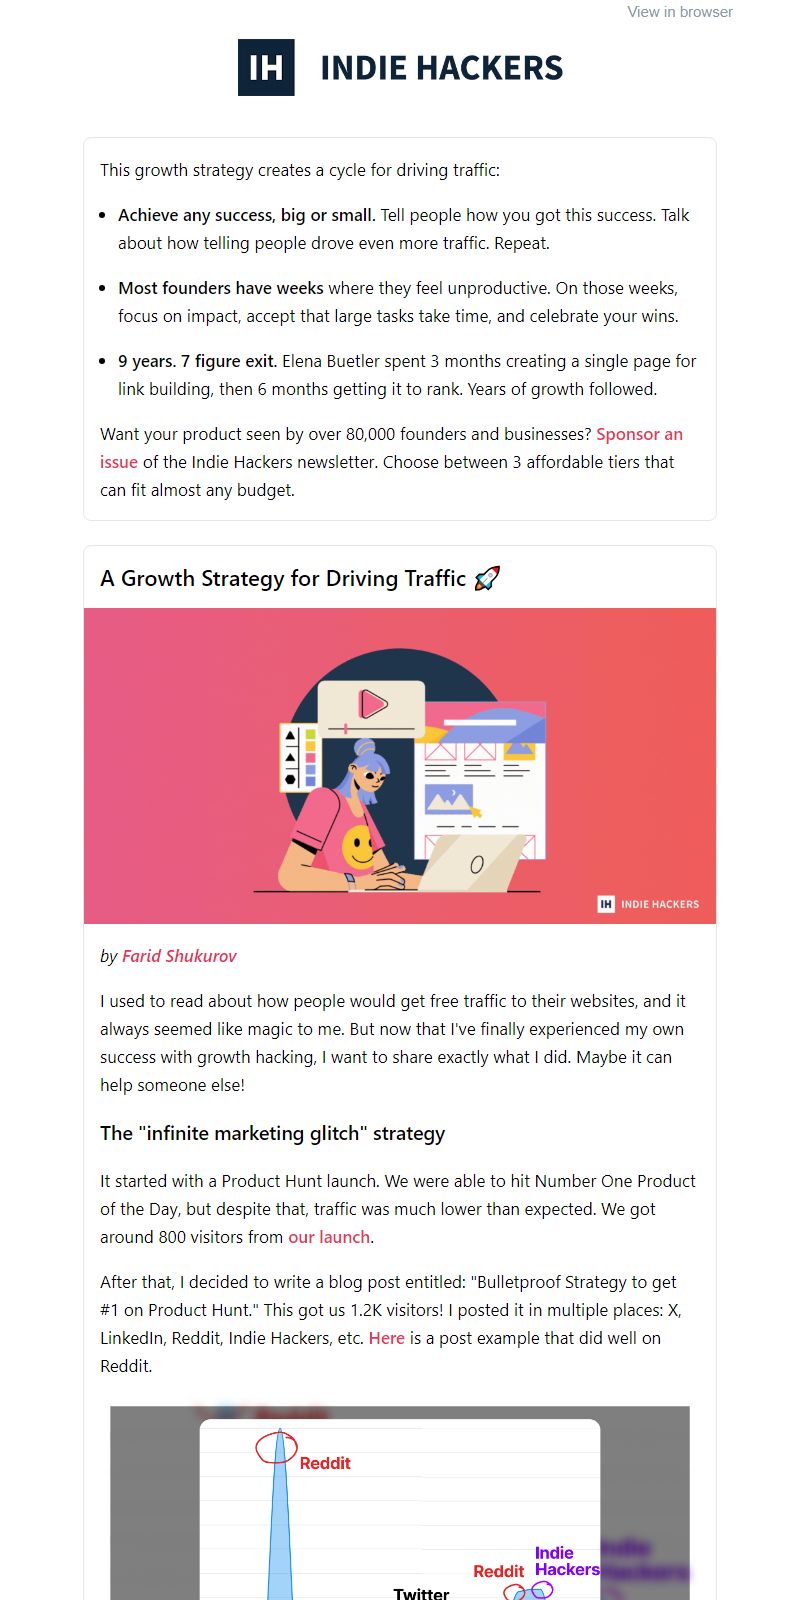 View in browser
IH INDIE HACKERS
This growth strategy creates a cycle for driving traffic:
• Achieve any success, big or small. Tell people how you got this success. Talk
about how telling people drove even more traffic. Repeat.
• Most founders have weeks where they feel unproductive. On those weeks,
focus on impact, accept that large tasks take time, and celebrate your wins.
• 9 years. 7 figure exit. Elena Buetler spent 3 months creating a single page for
link building, then 6 months getting it to rank. Years of growth followed.
Want your product seen by over 80,000 founders and businesses? Sponsor an
issue of the Indie Hackers newsletter. Choose between 3 affordable tiers that
can fit almost any budget.
A Growth Strategy for Driving Traffic 🚀
IH INDIE HACKERS
by Farid Shukurov
I used to read about how people would get free traffic to their websites, and it
always seemed like magic to me. But now that I've finally experienced my own
success with growth hacking, I want to share exactly what I did. Maybe it can
help someone else!
The "infinite marketing glitch" strategy
It started with a Product Hunt launch. We were able to hit Number One Product
of the Day, but despite that, traffic was much lower than expected. We got
around 800 visitors from our launch.
After that, I decided to write a blog post entitled: "Bulletproof Strategy to get
#1 on Product Hunt." This got us 1.2K visitors! I posted it in multiple places: X,
LinkedIn, Reddit, Indie Hackers, etc. Here is a post example that did well on
Reddit.
Reddit
Indie
Reddit Hackers
Twitter